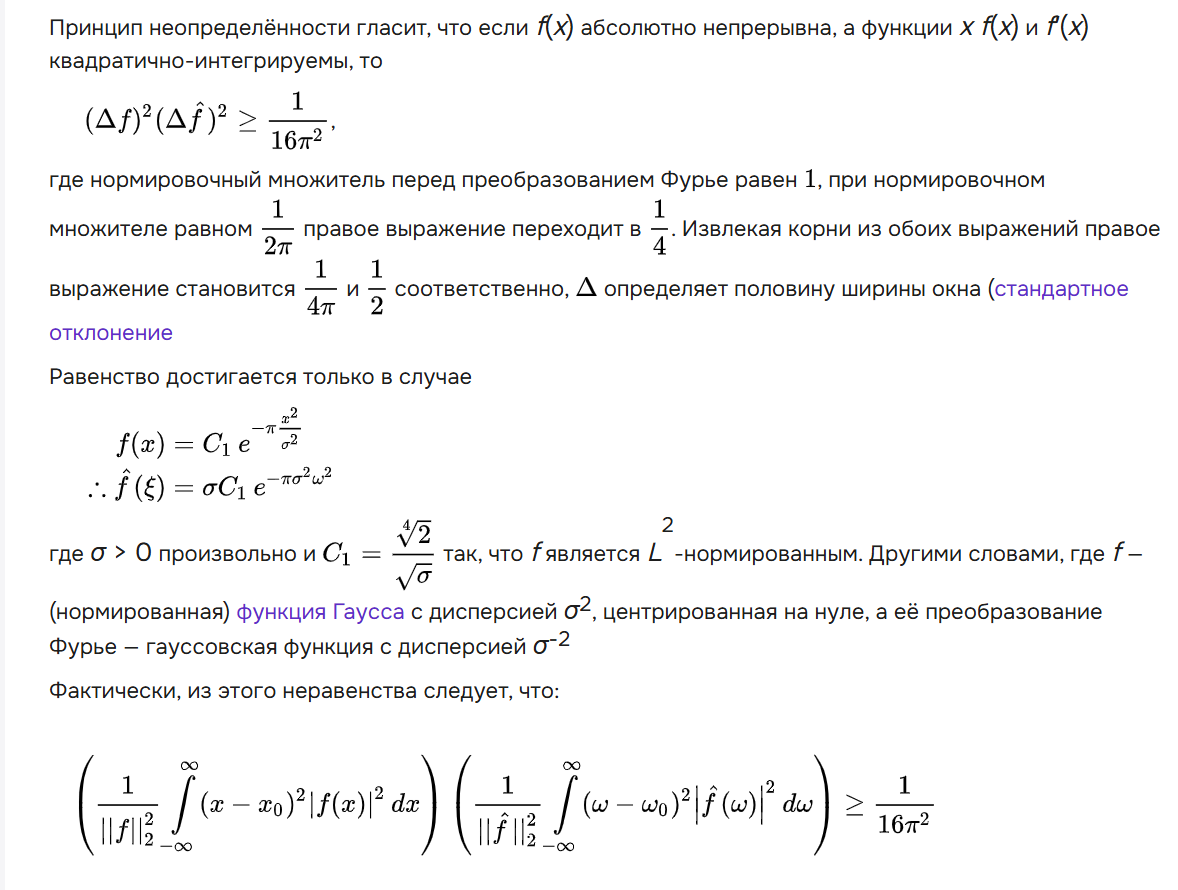 Принцип неопределённости гласит, что если f(x) абсолютно непрерывна, а функции x f(x) и f'(x)
квадратично-интегрируемы, то
(Δf)²(Δf̂)² ≥ 1/(16π²),
где нормировочный множитель перед преобразованием Фурье равен 1, при нормировочном
множителе равном 1/(2π) правое выражение переходит в 1/4. Извлекая корни из обоих выражений правое
выражение становится 1/(4π) и 1/2 соответственно, Δ определяет половину ширины окна (стандартное
отклонение
Равенство достигается только в случае
f(x) = C₁ e^(−π x²/σ²)
∴ f̂(ξ) = σC₁ e^(−πσ²ω²)
где σ > 0 произвольно и C₁ = ⁴√2/√σ так, что f является L²-нормированным. Другими словами, где f –
(нормированная) функция Гаусса с дисперсией σ², центрированная на нуле, а её преобразование
Фурье — гауссовская функция с дисперсией σ⁻²
Фактически, из этого неравенства следует, что:
(1/||f||₂² ∫_{−∞}^{∞} (x − x₀)²|f(x)|² dx) (1/||f̂||₂² ∫_{−∞}^{∞} (ω − ω₀)²|f̂(ω)|² dω) ≥ 1/(16π²)